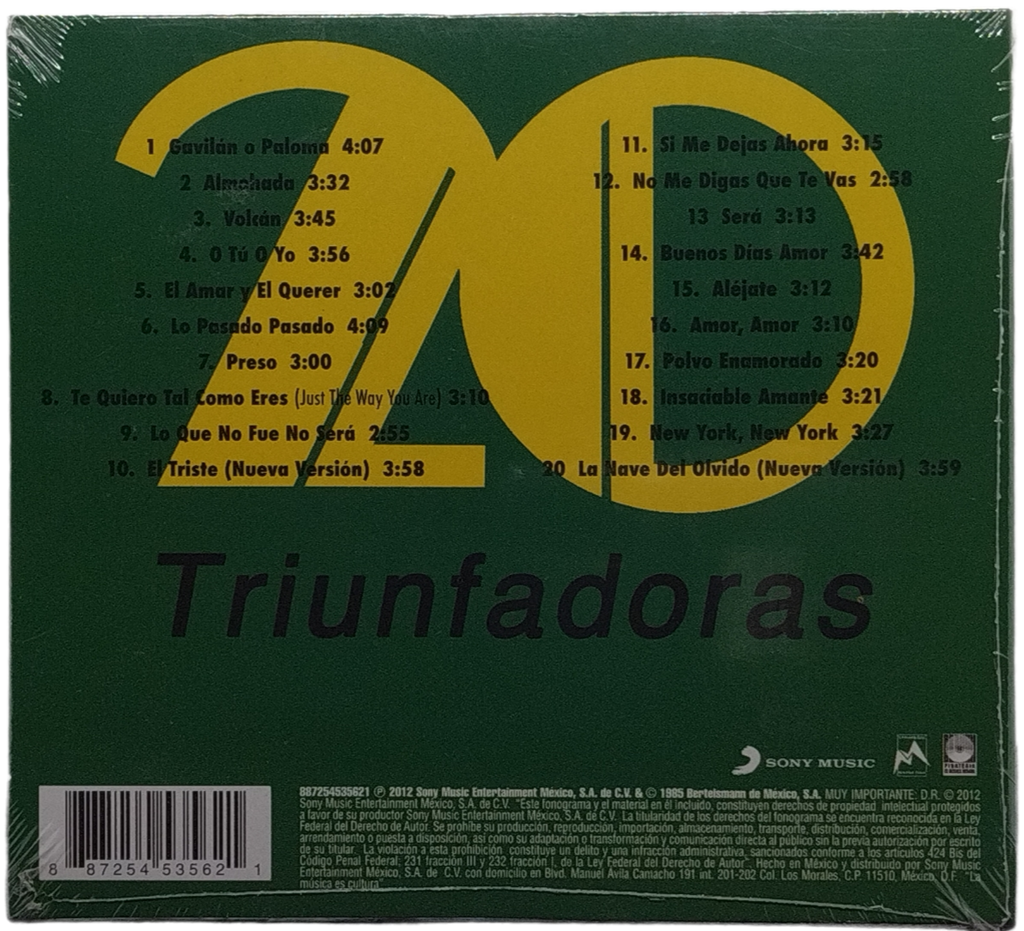 20
1 Gavilán o Paloma 4:07
2 Almohada 3:32
3. Volcán 3:45
4. O Tú O Yo 3:56
5. El Amar y El Querer 3:02
6. Lo Pasado Pasado 4:09
7. Preso 3:00
8. Te Quiero Tal Como Eres (Just The Way You Are) 3:10
9. Lo Que No Fue No Será 2:55
10. El Triste (Nueva Versión) 3:58
11. Si Me Dejas Ahora 3:15
12. No Me Digas Que Te Vas 2:58
13 Será 3:13
14. Buenos Días Amor 3:42
15. Aléjate 3:12
16. Amor, Amor 3:10
17. Polvo Enamorado 3:20
18. Insaciable Amante 3:21
19. New York, New York 3:27
20 La Nave Del Olvido (Nueva Versión) 3:59
Triunfadoras
SONY MUSIC
887254535621 ℗ 2012 Sony Music Entertainment México, S.A. de C.V. & © 1985 Bertelsmann de México, S.A. MUY IMPORTANTE: D.R. © 2012
Sony Music Entertainment México, S.A. de C.V. "Este fonograma y el material en él incluido, constituyen derechos de propiedad intelectual protegidos
a favor de su productor Sony Music Entertainment México, S.A. de C.V. La titularidad de los derechos del fonograma se encuentra reconocida en la Ley
Federal del Derecho de Autor. Se prohíbe su producción, reproducción, importación, almacenamiento, transporte, distribución, comercialización, venta,
arrendamiento o puesta a disposición, así como su adaptación o transformación y comunicación directa al público sin la previa autorización por escrito
de su titular. La violación a esta prohibición constituye un delito y una infracción administrativa, sancionados conforme a los artículos 424 Bis del
Código Penal Federal; 231 fracción III y 232 fracción I, de la Ley Federal del Derecho de Autor". Hecho en México y distribuido por Sony Music
Entertainment México, S.A. de C.V. con domicilio en Blvd. Manuel Ávila Camacho 191 int. 201-202 Col. Los Morales, C.P. 11510, México, D.F. "La
música es cultura"
8 87254 53562 1